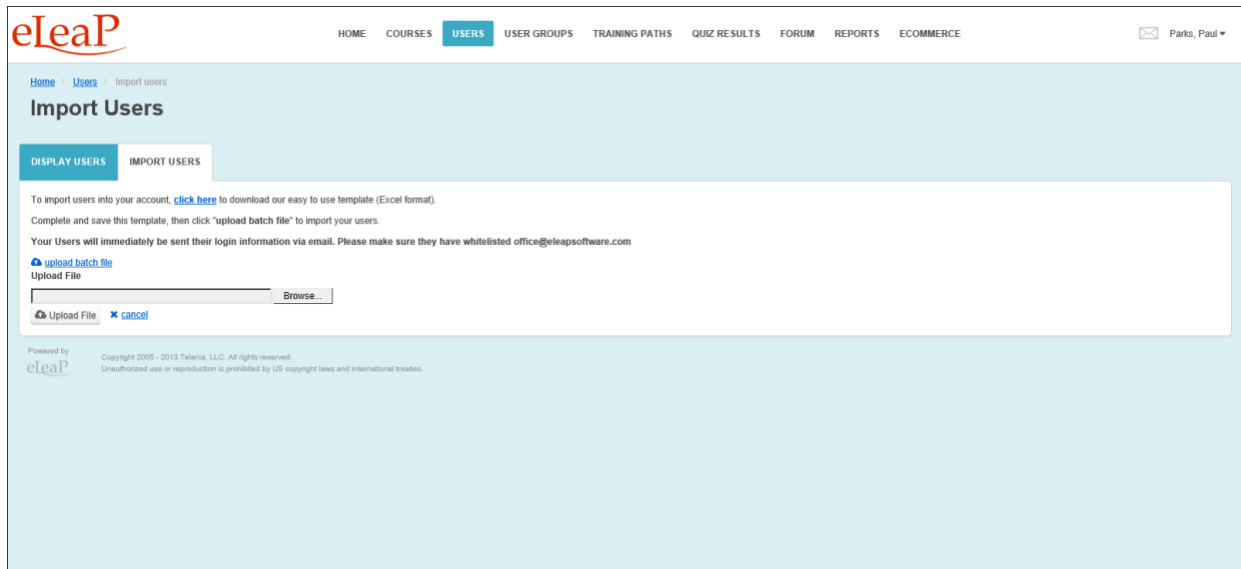 eLeaP
HOME COURSES USERS USER GROUPS TRAINING PATHS QUIZ RESULTS FORUM REPORTS ECOMMERCE
Parks, Paul
Home / Users / Import users
Import Users
DISPLAY USERS IMPORT USERS
To import users into your account, click here to download our easy to use template (Excel format).
Complete and save this template, then click "upload batch file" to import your users.
Your Users will immediately be sent their login information via email. Please make sure they have whitelisted office@eleapsoftware.com
upload batch file
Upload File
Browse...
Upload File cancel
Powered by
eLeaP
Copyright 2005 - 2013 Telania, LLC. All rights reserved.
Unauthorized use or reproduction is prohibited by US copyright laws and international treaties.